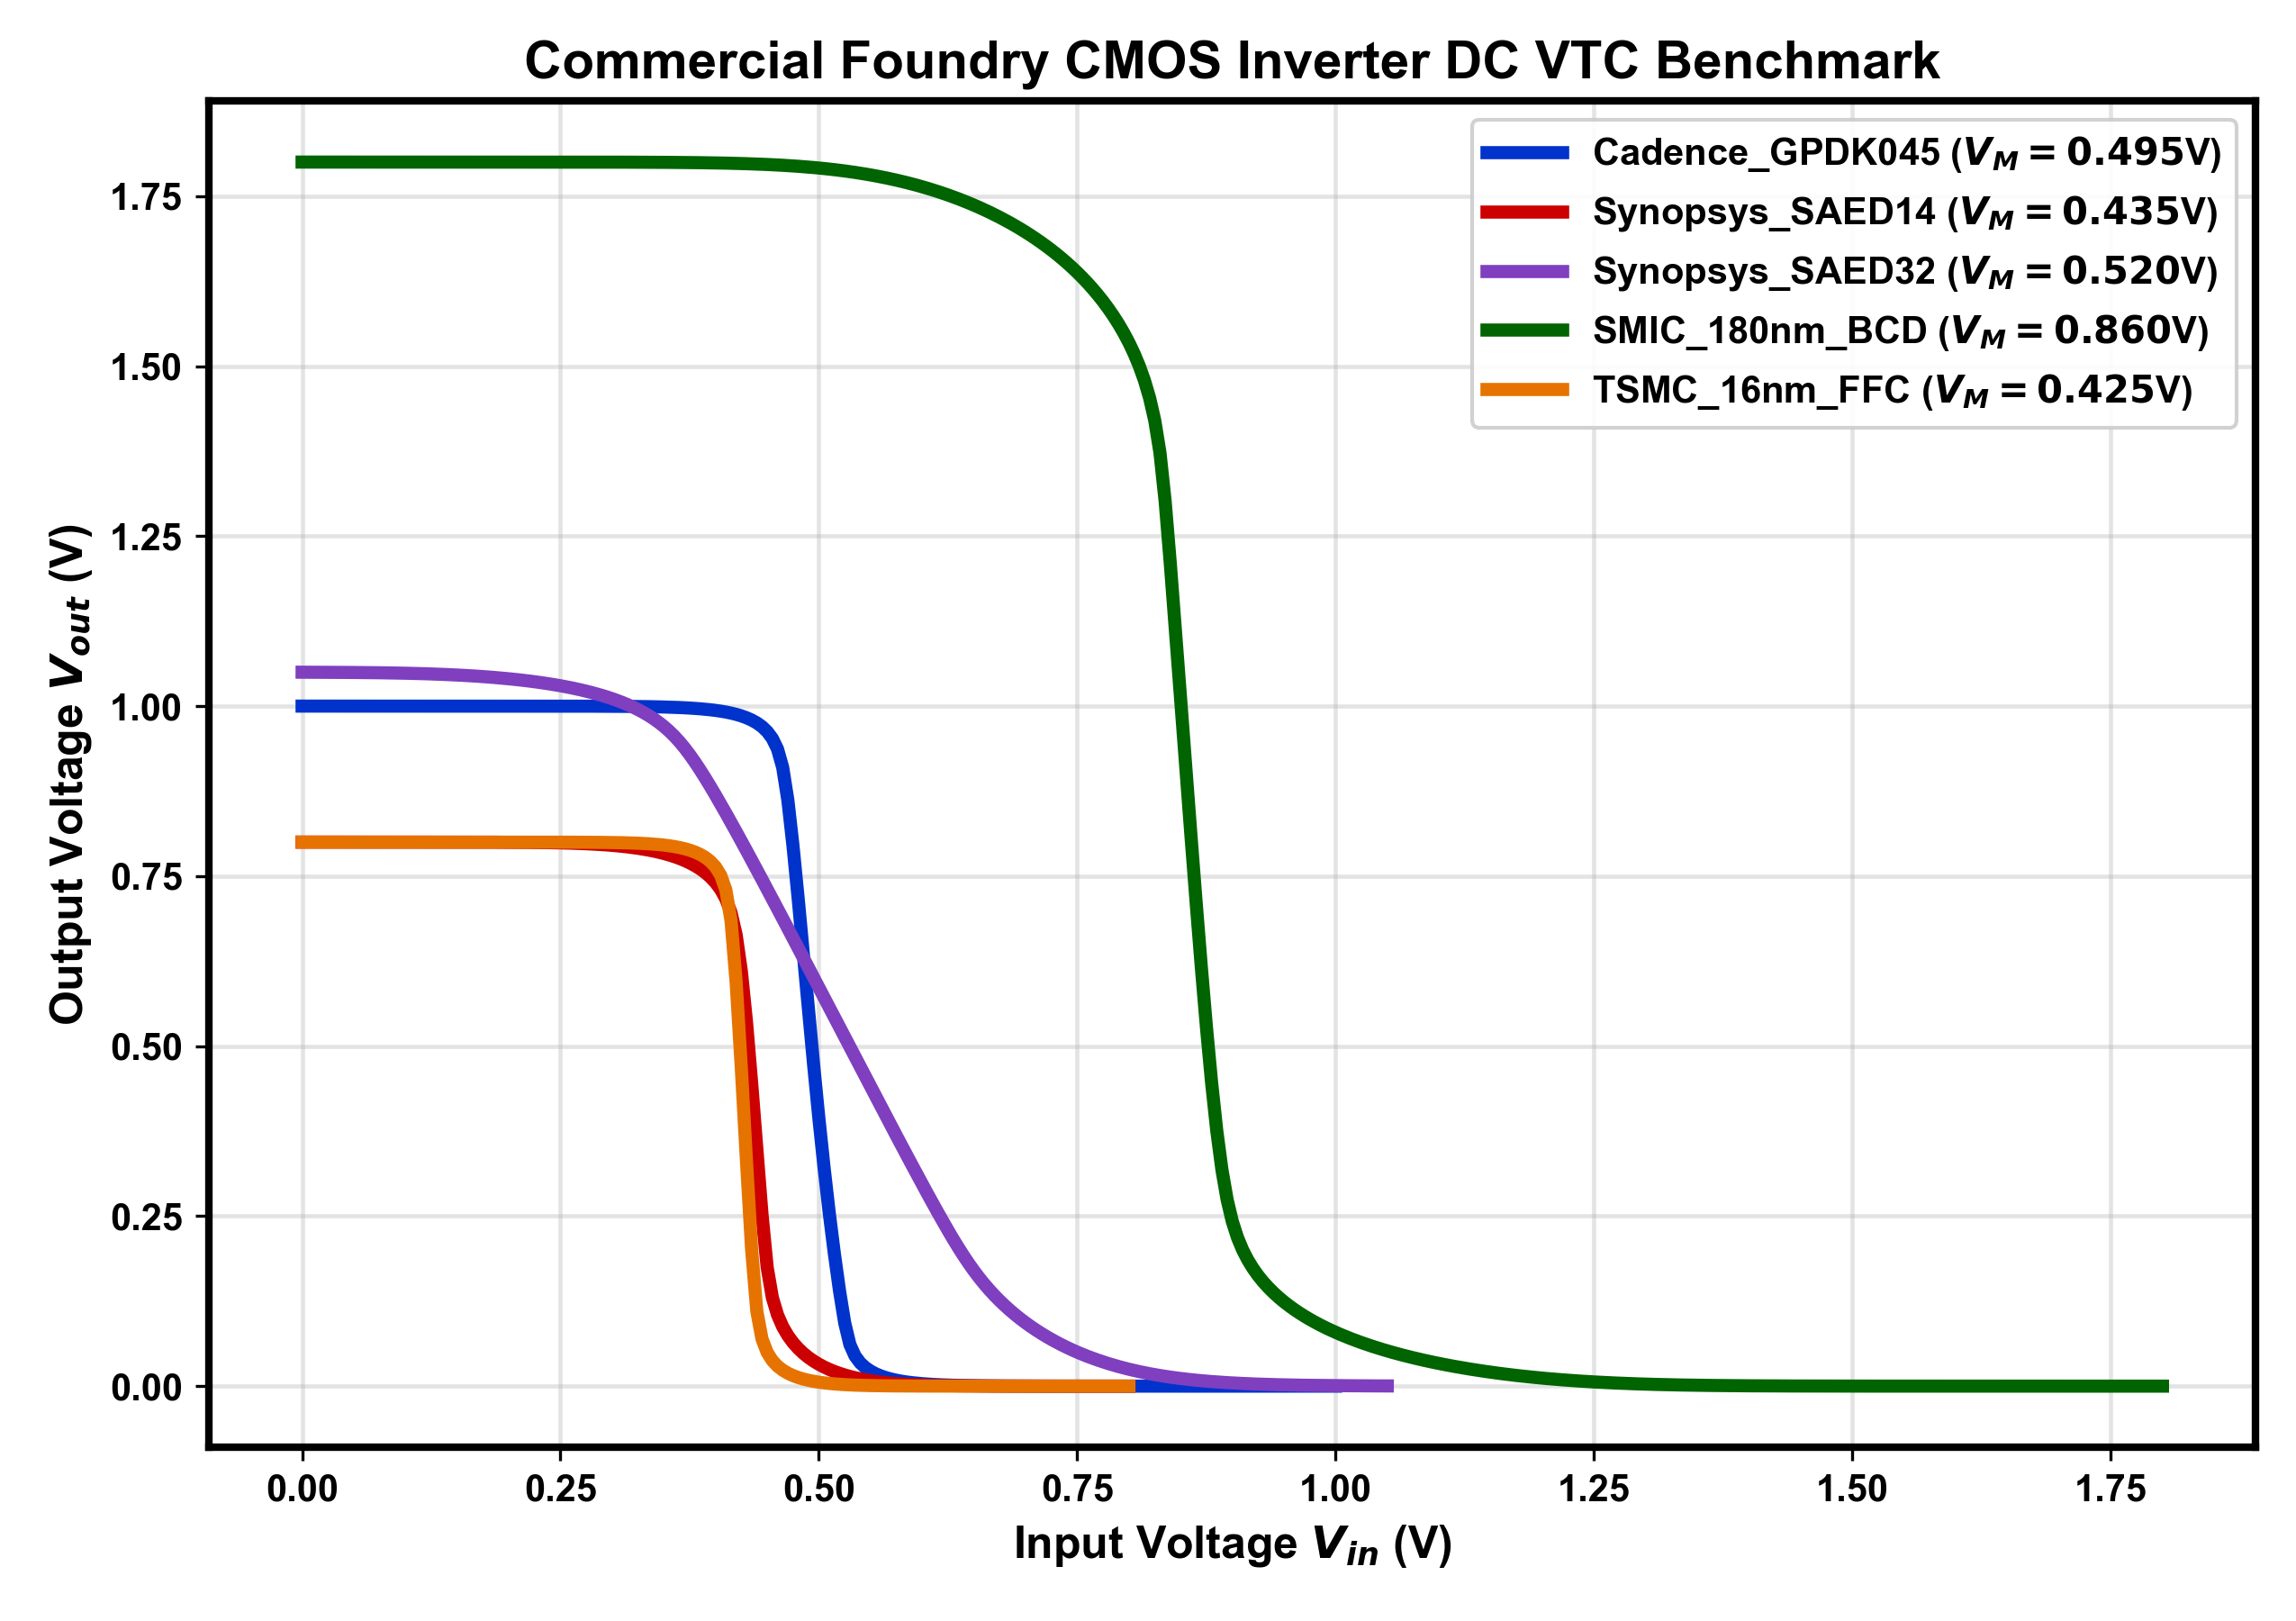 Commercial Foundry CMOS Inverter DC VTC Benchmark
Cadence_GPDK045 (V_M = 0.495V)
Synopsys_SAED14 (V_M = 0.435V)
Synopsys_SAED32 (V_M = 0.520V)
SMIC_180nm_BCD (V_M = 0.860V)
TSMC_16nm_FFC (V_M = 0.425V)
Output Voltage V_out (V)
1.75
1.50
1.25
1.00
0.75
0.50
0.25
0.00
0.00 0.25 0.50 0.75 1.00 1.25 1.50 1.75
Input Voltage V_in (V)